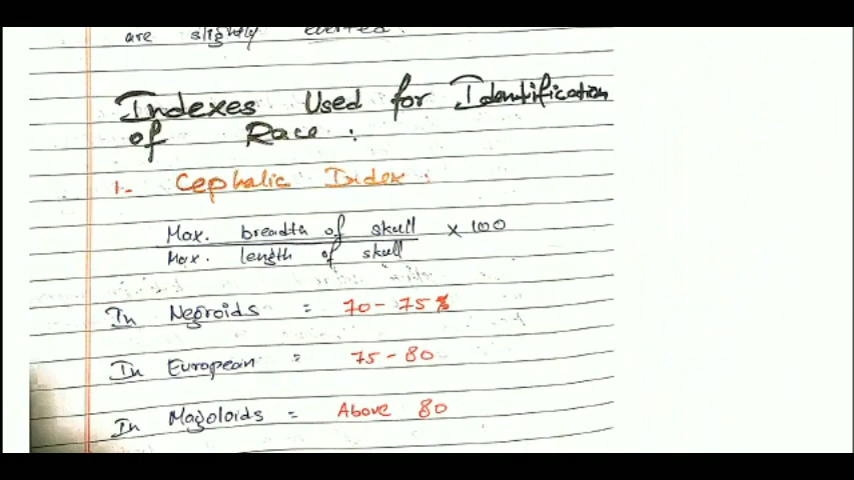 are slightly everted.
Indexes Used for Identification
of Race :
1- Cephalic Index :
Max. breadth of skull × 100
Max. length of skull
In Negroids = 70-75%
In European = 75-80
In Magoloids = Above 80